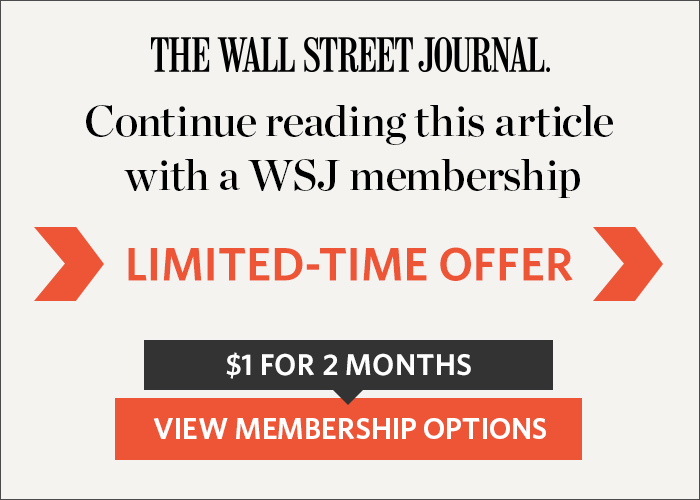 THE WALL STREET JOURNAL.
Continue reading this article
with a WSJ membership
LIMITED-TIME OFFER
$1 FOR 2 MONTHS
VIEW MEMBERSHIP OPTIONS